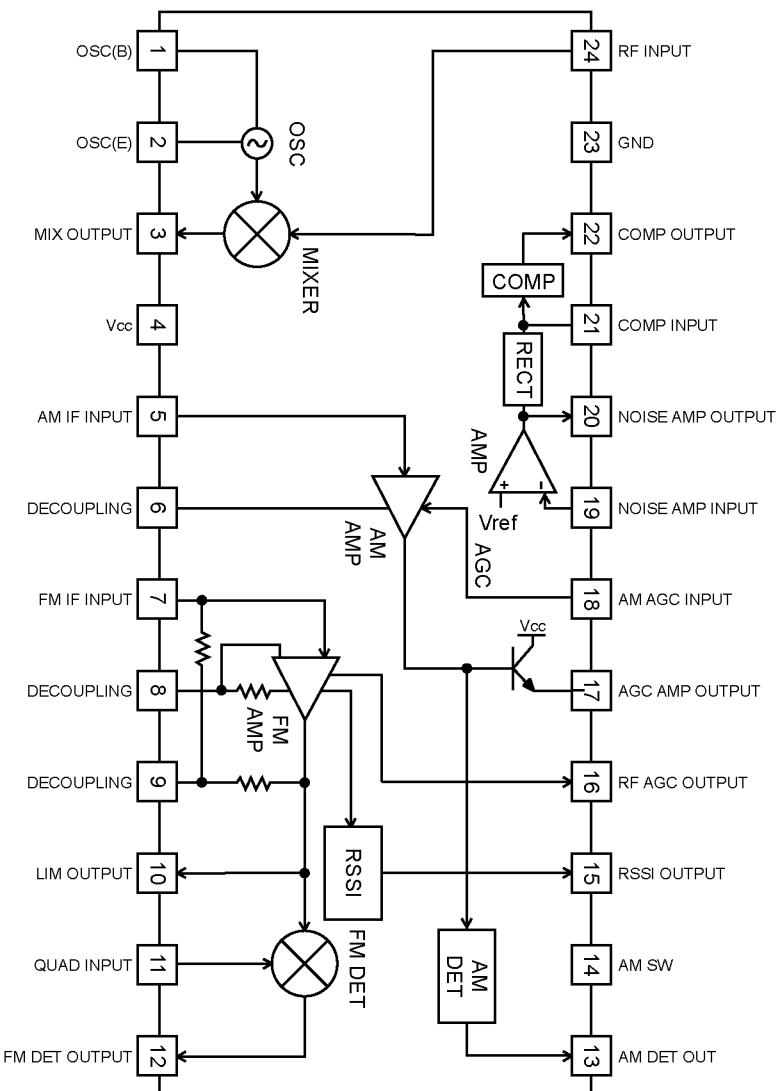 OSC(B) 1
OSC(E) 2
MIX OUTPUT 3
Vcc 4
AM IF INPUT 5
DECOUPLING 6
FM IF INPUT 7
DECOUPLING 8
DECOUPLING 9
LIM OUTPUT 10
QUAD INPUT 11
FM DET OUTPUT 12
OSC
MIXER
COMP
RECT
AMP
+ -
Vref
AM
AMP
AGC
Vcc
FM
AMP
RSSI
FM DET
AM
DET
24 RF INPUT
23 GND
22 COMP OUTPUT
21 COMP INPUT
20 NOISE AMP OUTPUT
19 NOISE AMP INPUT
18 AM AGC INPUT
17 AGC AMP OUTPUT
16 RF AGC OUTPUT
15 RSSI OUTPUT
14 AM SW
13 AM DET OUT